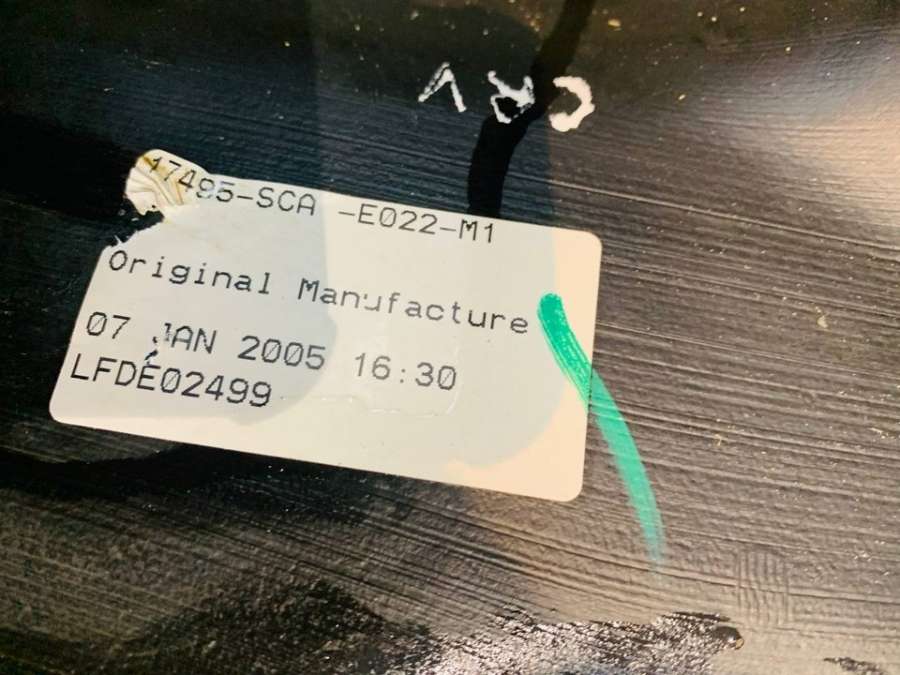 CRV
17495-SCA -E022-M1
Original Manufacture
07 JAN 2005 16:30
LFDE02499